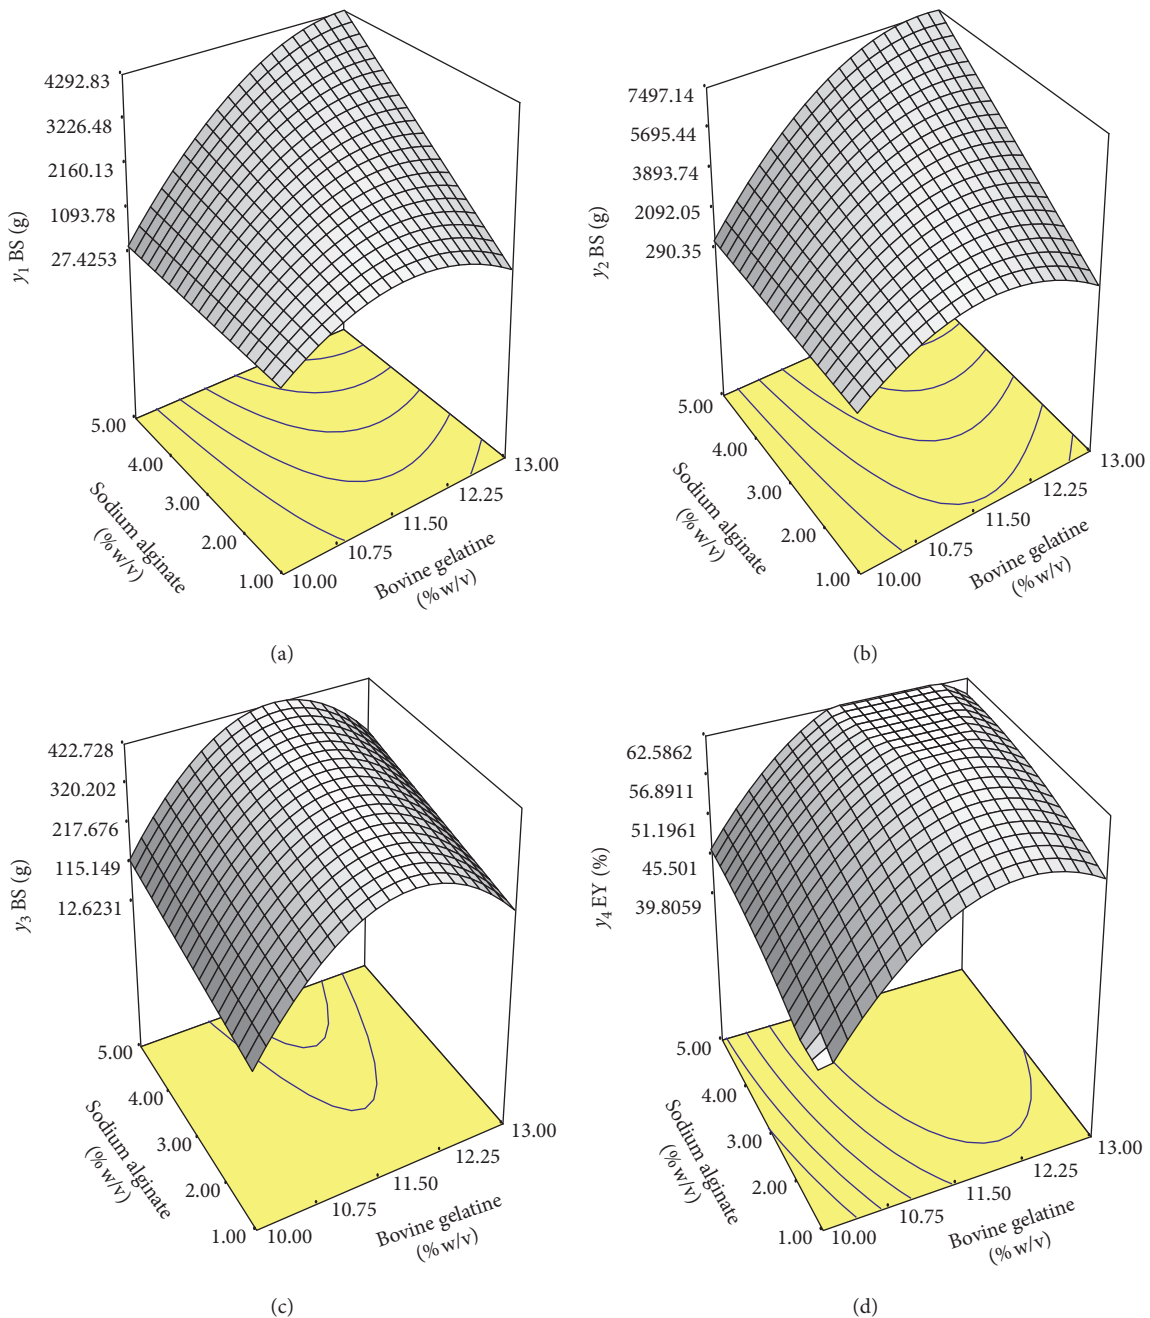 4292.83
3226.48
2160.13
1093.78
27.4253
y1 BS (g)
5.00
4.00
3.00
2.00
1.00
Sodium alginate
(% w/v)
10.00
10.75
11.50
12.25
13.00
Bovine gelatine
(% w/v)
(a)
7497.14
5695.44
3893.74
2092.05
290.35
y2 BS (g)
5.00
4.00
3.00
2.00
1.00
Sodium alginate
(% w/v)
10.00
10.75
11.50
12.25
13.00
Bovine gelatine
(% w/v)
(b)
422.728
320.202
217.676
115.149
12.6231
y3 BS (g)
5.00
4.00
3.00
2.00
1.00
Sodium alginate
(% w/v)
10.00
10.75
11.50
12.25
13.00
Bovine gelatine
(% w/v)
(c)
62.5862
56.8911
51.1961
45.501
39.8059
y4 EY (%)
5.00
4.00
3.00
2.00
1.00
Sodium alginate
(% w/v)
10.00
10.75
11.50
12.25
13.00
Bovine gelatine
(% w/v)
(d)